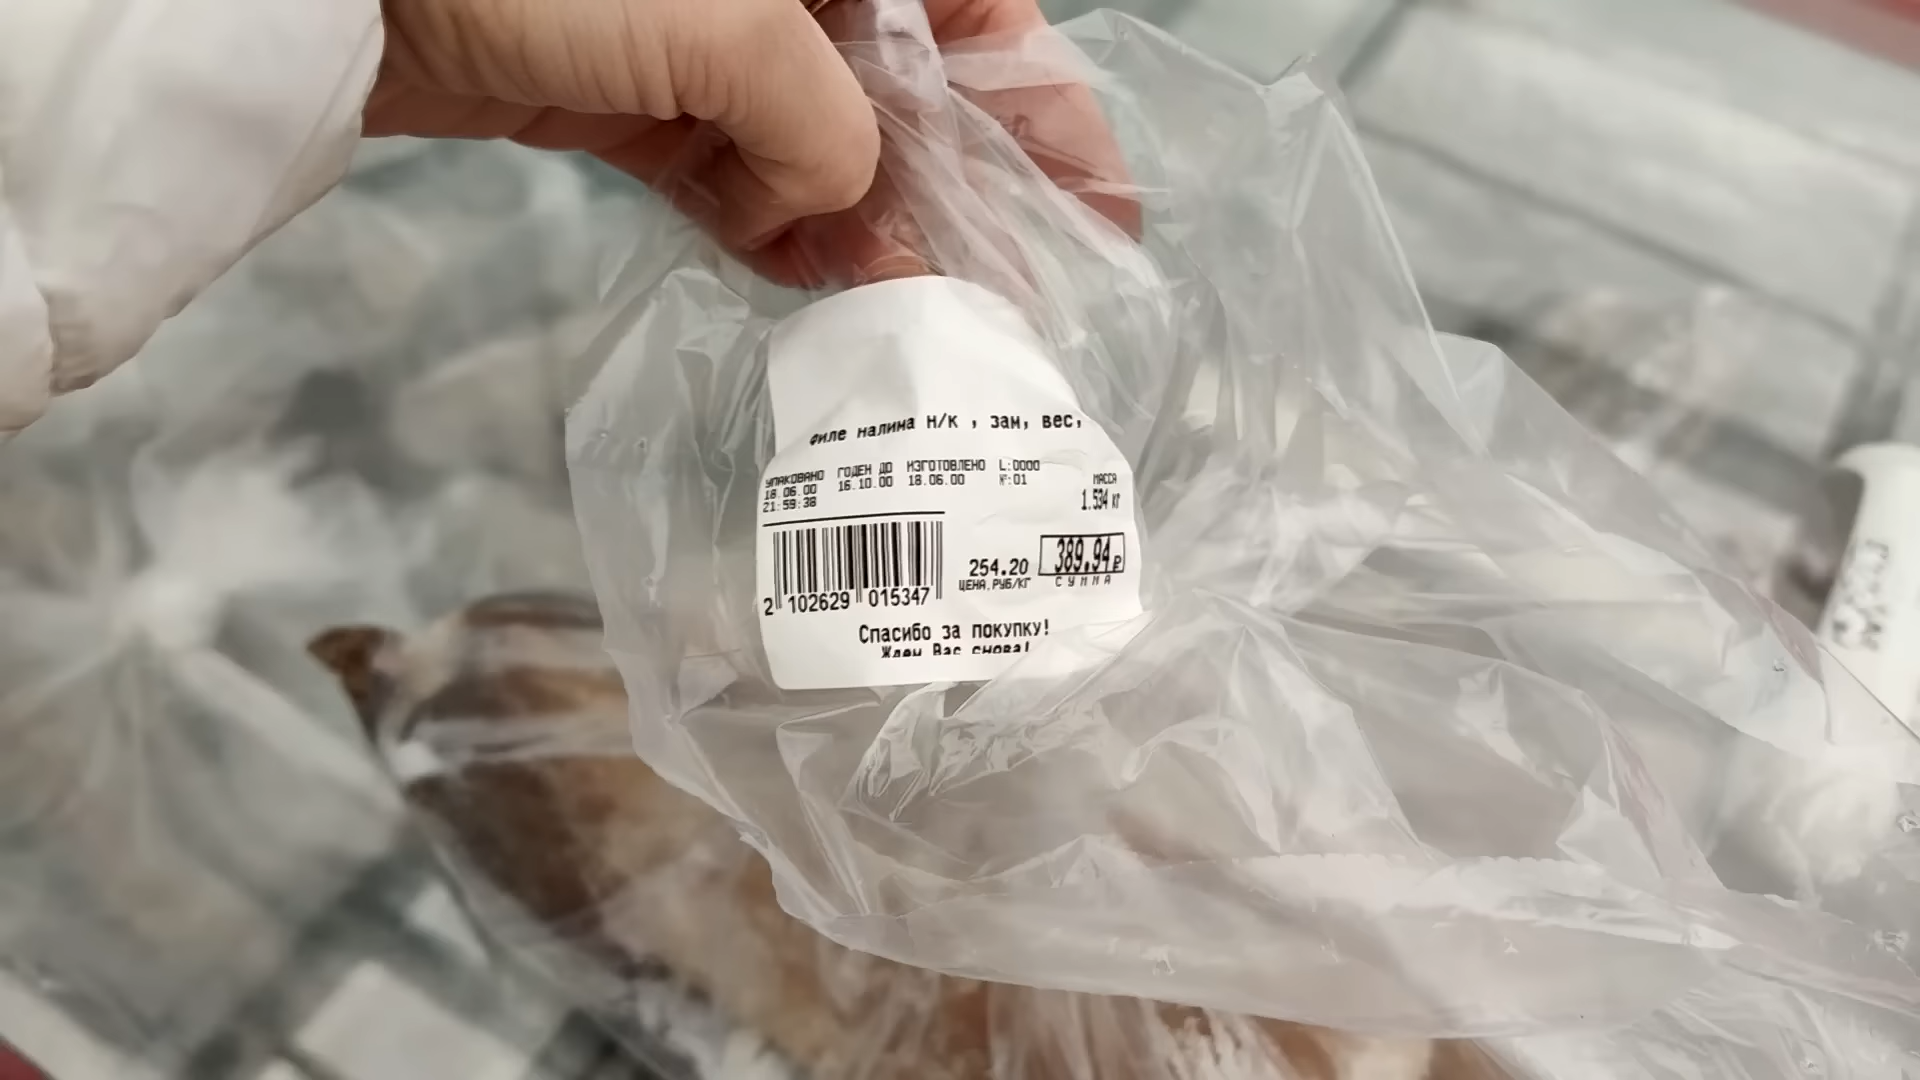 Филе налима н/к , зам, вес,
УПАКОВАНО ГОДЕН ДО ИЗГОТОВЛЕНО L:0000
18.06.00 16.10.00 18.06.00 №:01
21:59:38
МАССА
1.534 кг
254.20 389.94 ₽
ЦЕНА,РУБ/КГ СУММА
2 102629 015347
Спасибо за покупку!
Ждем Вас снова!